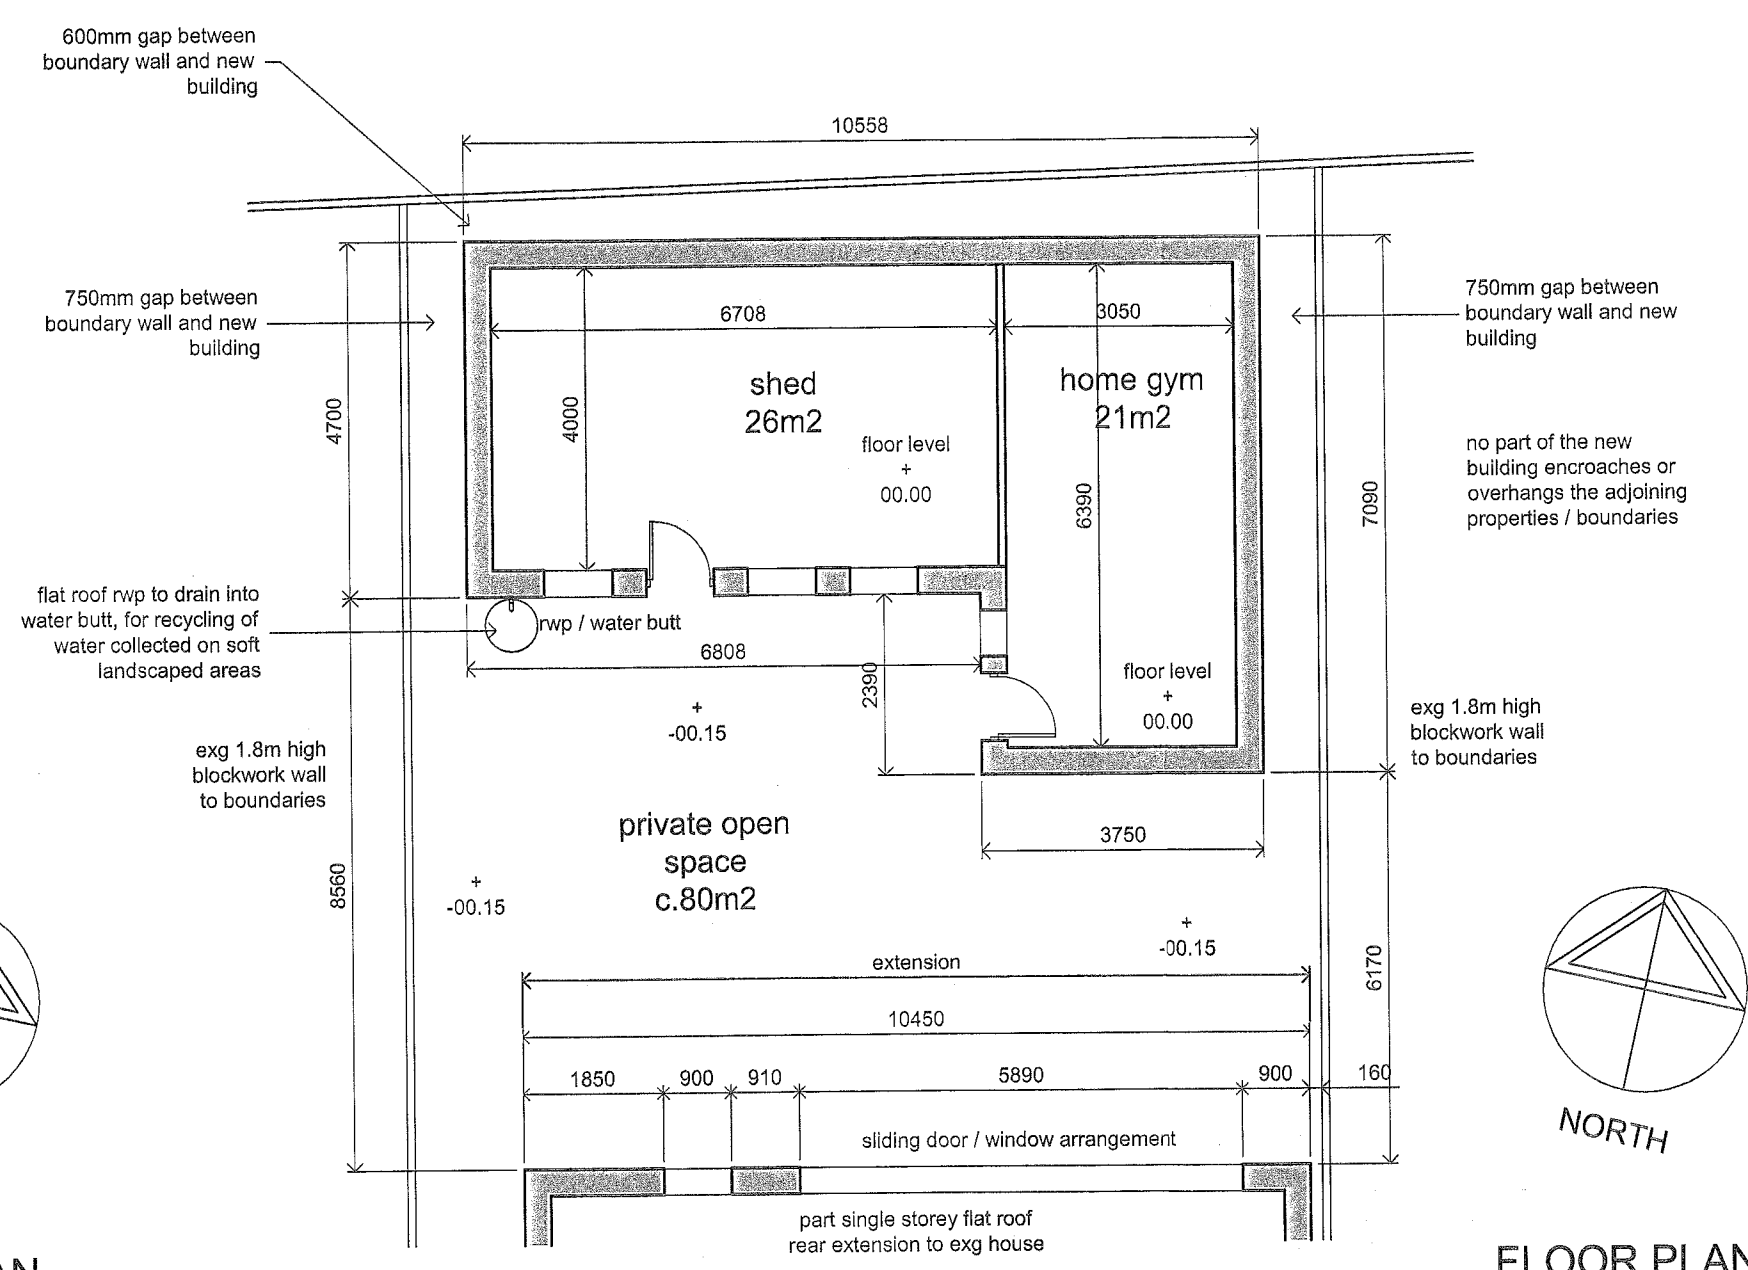 600mm gap between
boundary wall and new
building
10558
750mm gap between
boundary wall and new
building
4700
6708
3050
shed
26m2
4000
floor level
+
00.00
home gym
21m2
6390
750mm gap between
boundary wall and new
building
no part of the new
building encroaches or
overhangs the adjoining
properties / boundaries
7090
flat roof rwp to drain into
water butt, for recycling of
water collected on soft
landscaped areas
rwp / water butt
6808
2390
floor level
+
00.00
+
-00.15
exg 1.8m high
blockwork wall
to boundaries
exg 1.8m high
blockwork wall
to boundaries
3750
private open
space
c.80m2
8560
+
-00.15
+
-00.15
6170
extension
10450
1850
900
910
5890
900
160
sliding door / window arrangement
part single storey flat roof
rear extension to exg house
NORTH
FLOOR PLAN